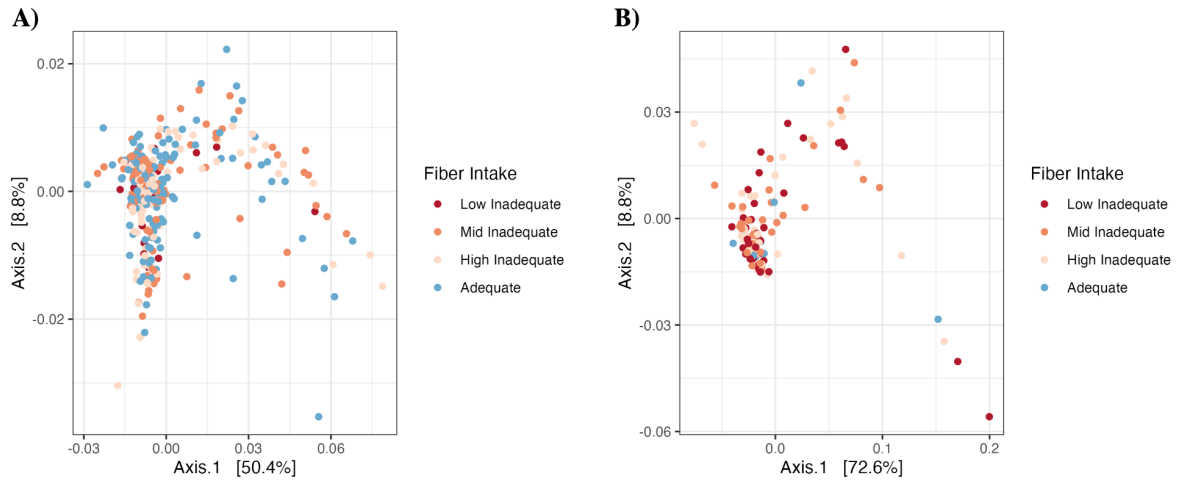 A)
0.02
0.00
-0.02
-0.03
0.00
0.03
0.06
Axis.1 [50.4%]
Axis.2 [8.8%]
Fiber Intake
Low Inadequate
Mid Inadequate
High Inadequate
Adequate
B)
0.03
0.00
-0.03
-0.06
0.0
0.1
0.2
Axis.1 [72.6%]
Axis.2 [8.8%]
Fiber Intake
Low Inadequate
Mid Inadequate
High Inadequate
Adequate